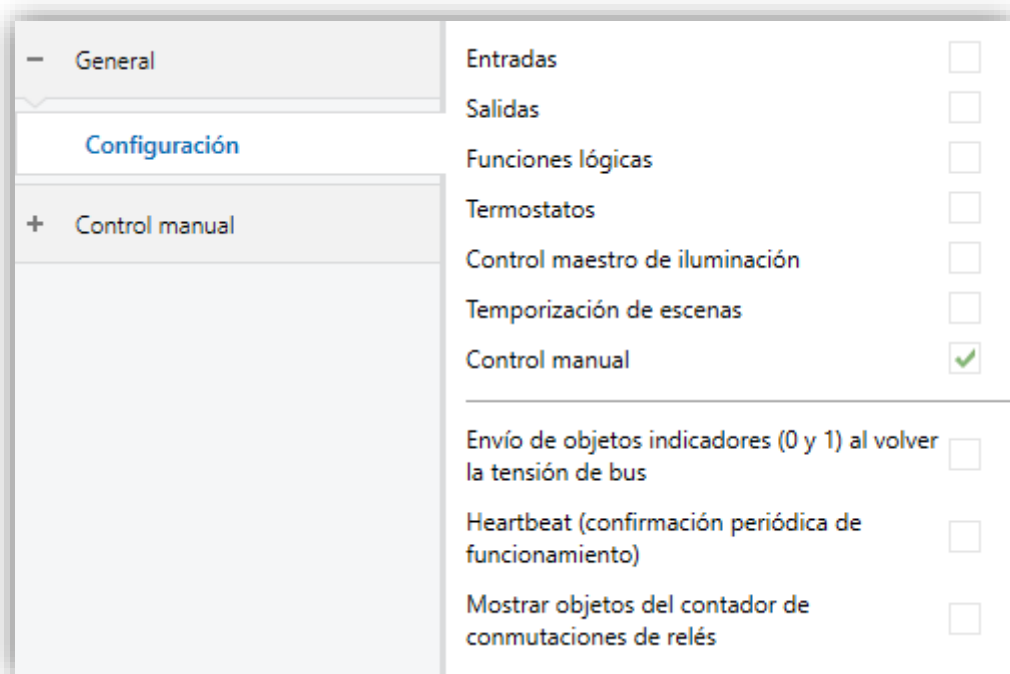 General
Configuración
Control manual
Entradas
Salidas
Funciones lógicas
Termostatos
Control maestro de iluminación
Temporización de escenas
Control manual
Envío de objetos indicadores (0 y 1) al volver
la tensión de bus
Heartbeat (confirmación periódica de
funcionamiento)
Mostrar objetos del contador de
conmutaciones de relés